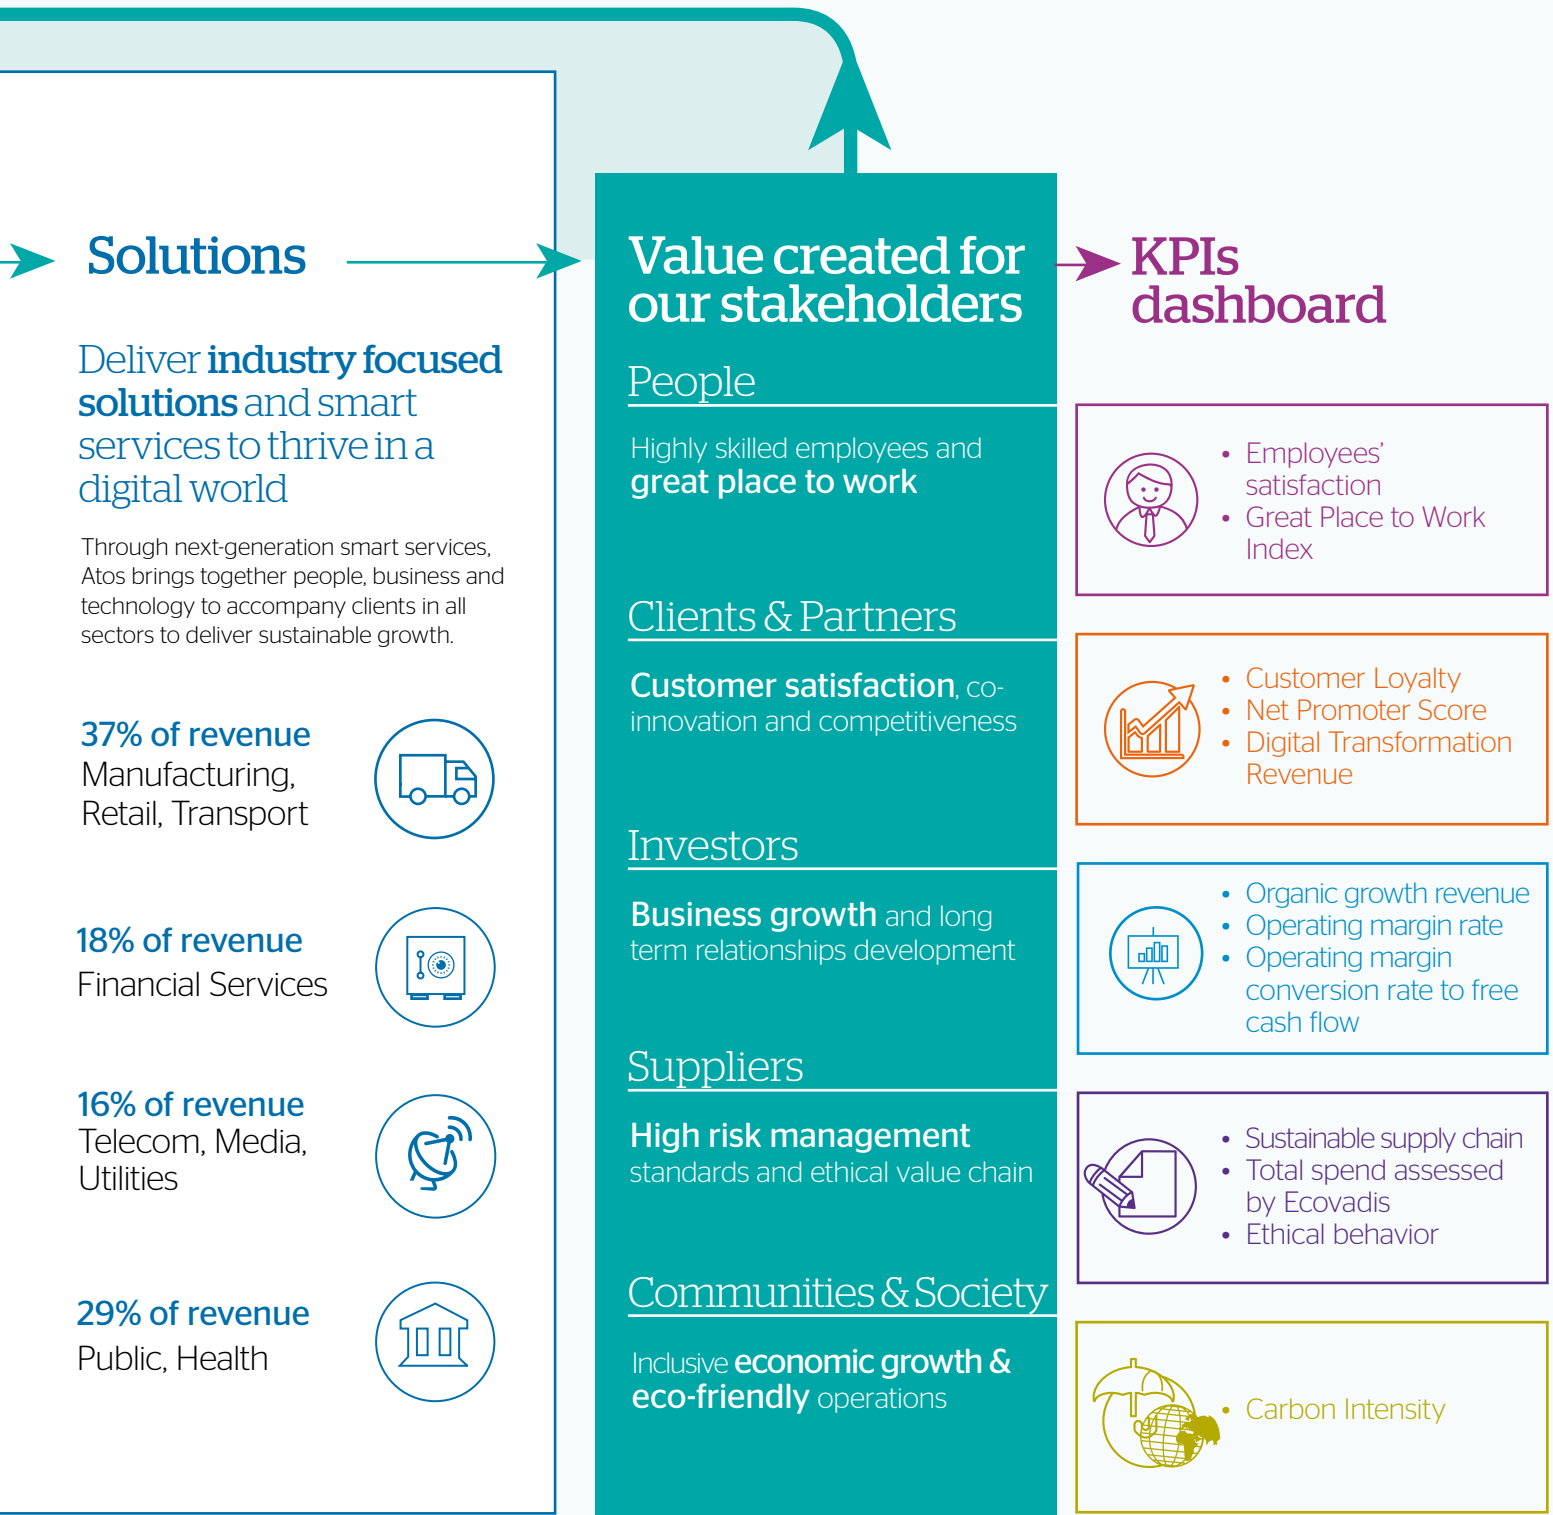 Solutions
Deliver industry focused
solutions and smart
services to thrive in a
digital world
Through next-generation smart services,
Atos brings together people, business and
technology to accompany clients in all
sectors to deliver sustainable growth.
37% of revenue
Manufacturing,
Retail, Transport
18% of revenue
Financial Services
16% of revenue
Telecom, Media,
Utilities
29% of revenue
Public, Health
Value created for
our stakeholders
People
Highly skilled employees and
great place to work
Clients & Partners
Customer satisfaction, co-
innovation and competitiveness
Investors
Business growth and long
term relationships development
Suppliers
High risk management
standards and ethical value chain
Communities & Society
Inclusive economic growth &
eco-friendly operations
KPIs
dashboard
• Employees'
satisfaction
• Great Place to Work
Index
• Customer Loyalty
• Net Promoter Score
• Digital Transformation
Revenue
• Organic growth revenue
• Operating margin rate
• Operating margin
conversion rate to free
cash flow
• Sustainable supply chain
• Total spend assessed
by Ecovadis
• Ethical behavior
• Carbon Intensity